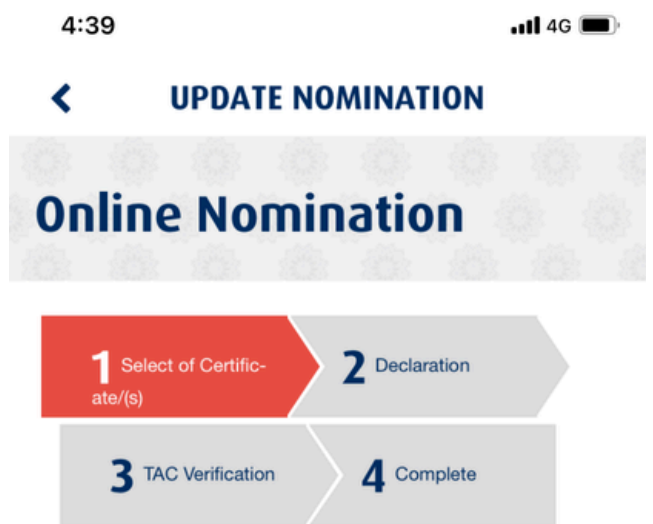 4:39 4G
UPDATE NOMINATION
Online Nomination
1 Select of Certific-
ate/(s)
2 Declaration
3 TAC Verification
4 Complete